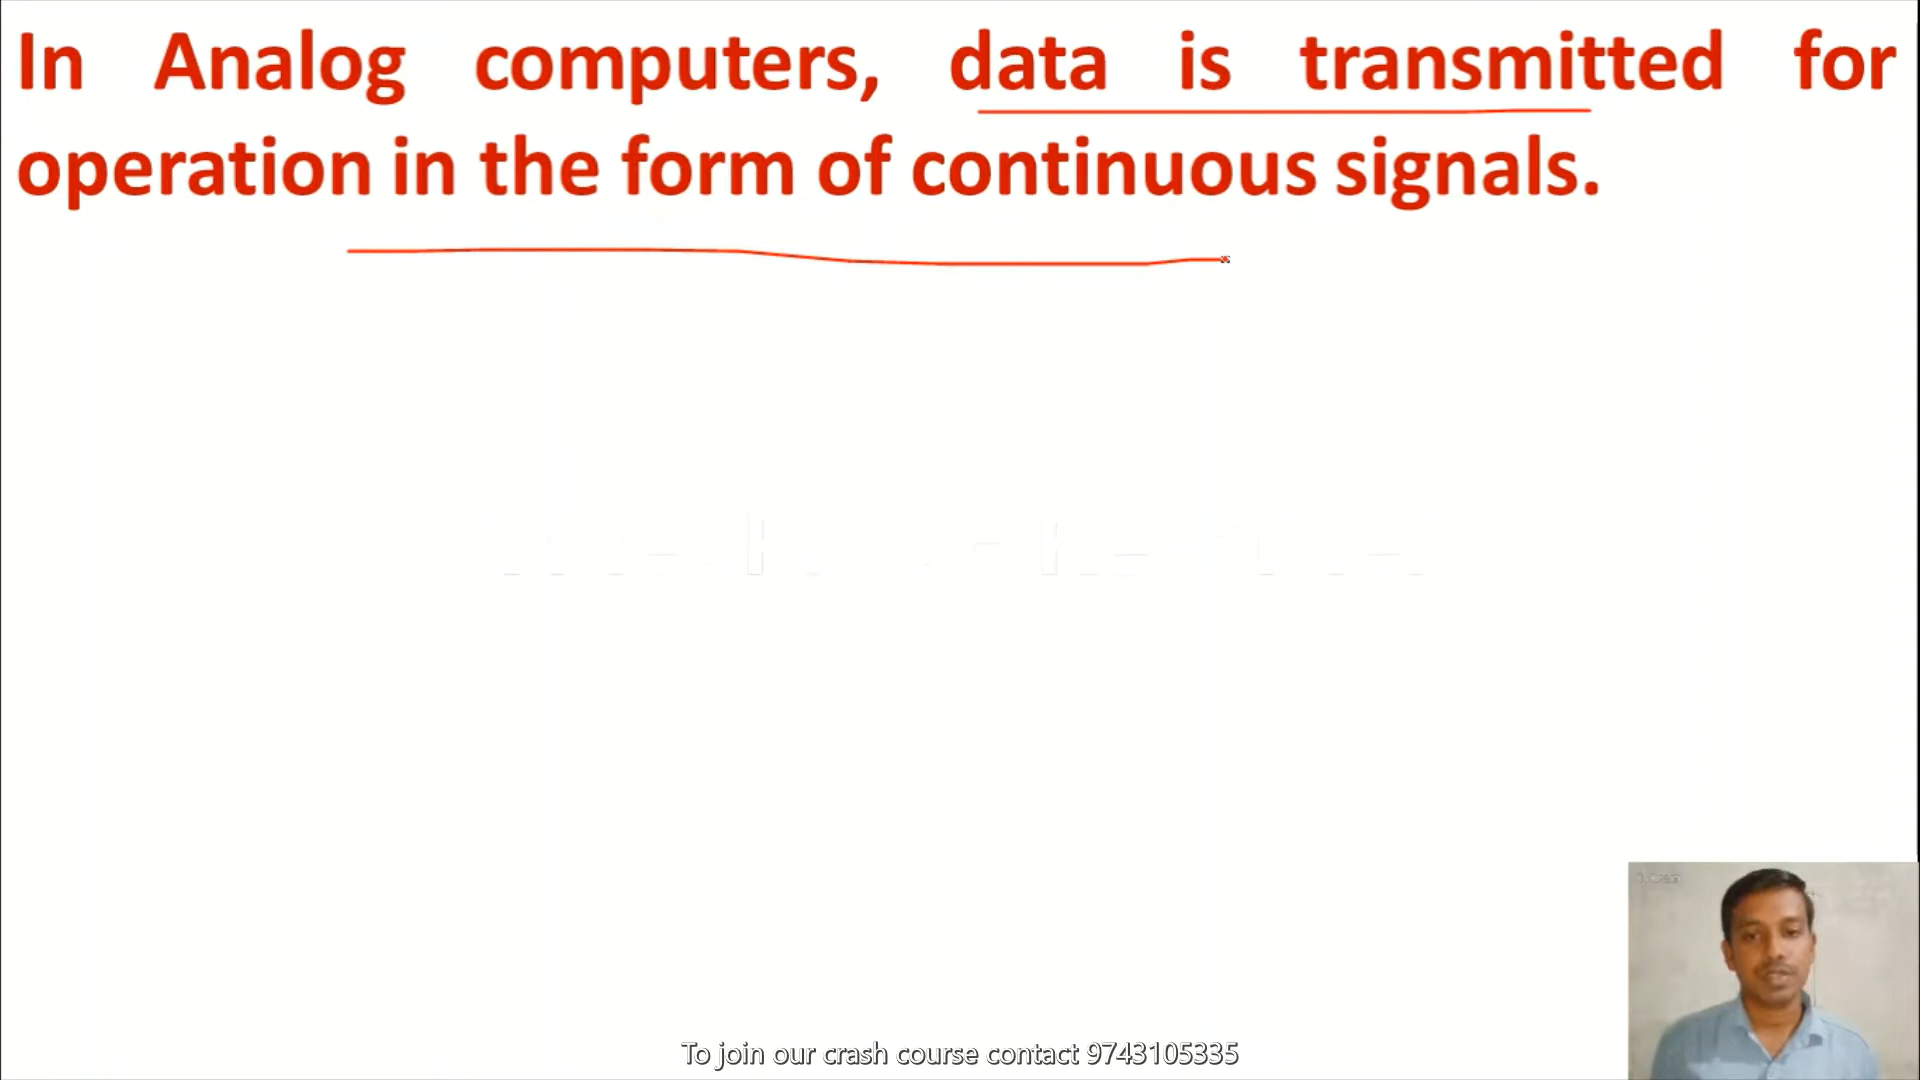 In Analog computers, data is transmitted for
operation in the form of continuous signals.
To join our crash course contact 9743105335